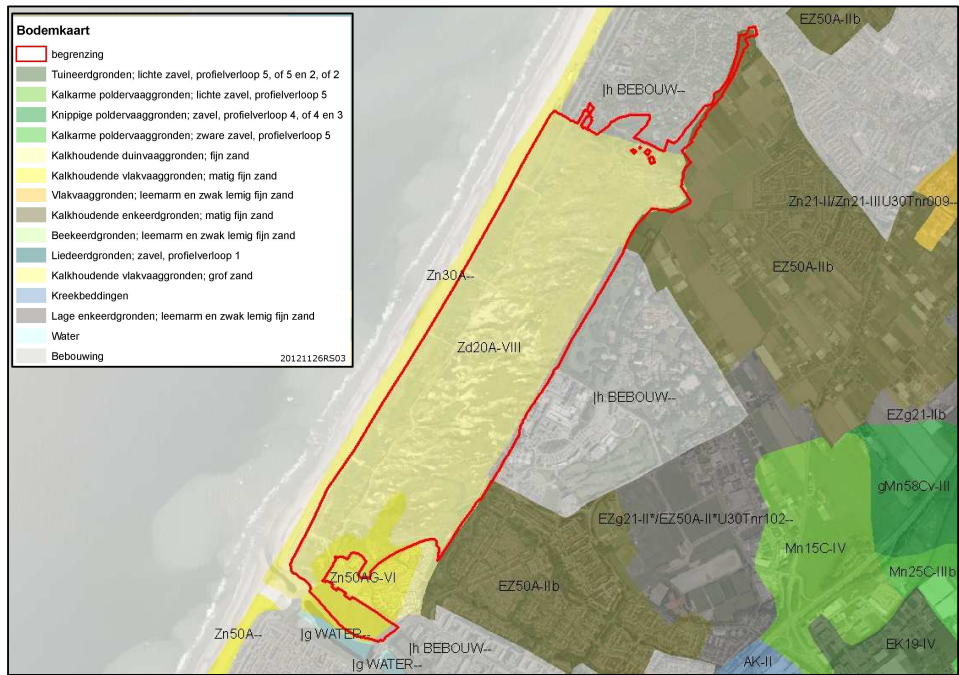 Bodemkaart
begrenzing
Tuineerdgronden; lichte zavel, profielverloop 5, of 5 en 2, of 2
Kalkarme poldervaaggronden; lichte zavel, profielverloop 5
Knippige poldervaaggronden; zavel, profielverloop 4, of 4 en 3
Kalkarme poldervaaggronden; zware zavel, profielverloop 5
Kalkhoudende duinvaaggronden; fijn zand
Kalkhoudende vlakvaaggronden; matig fijn zand
Vlakvaaggronden; leemarm en zwak lemig fijn zand
Kalkhoudende enkeerdgronden; matig fijn zand
Beekeerdgronden; leemarm en zwak lemig fijn zand
Liedeerdgronden; zavel, profielverloop 1
Kalkhoudende vlakvaaggronden; grof zand
Kreekbeddingen
Lage enkeerdgronden; leemarm en zwak lemig fijn zand
Water
Bebouwing
20121126RS03
EZ50A-IIb
|h BEBOUW--
Zn21-II/Zn21-IIIU30Tnr009--
EZ50A-IIb
Zn30A--
Zd20A-VIII
|h BEBOUW--
EZg21-IIb
gMn58Cv-III
EZg21-II*/EZ50A-II*U30Tnr102--
Mn15C-IV
Mn25C-IIIb
Zn50AG-VI
EZ50A-IIb
Zn50A--
|g WATER--
|h BEBOUW--
|g WATER--
EK19-IV
AK-II